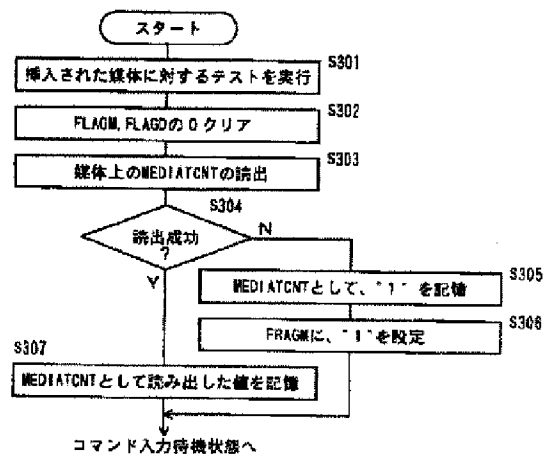 スタート
挿入された媒体に対するテストを実行
S301
FLAGM,FLAGDの0クリア
S302
媒体上のMEDIATCNTの読出
S303
S304
読出成功
?
N
Y
MEDIATCNTとして、"1"を記憶
S305
FRAGMに、"1"を設定
S306
S307
MEDIATCNTとして読み出した値を記憶
コマンド入力待機状態へ